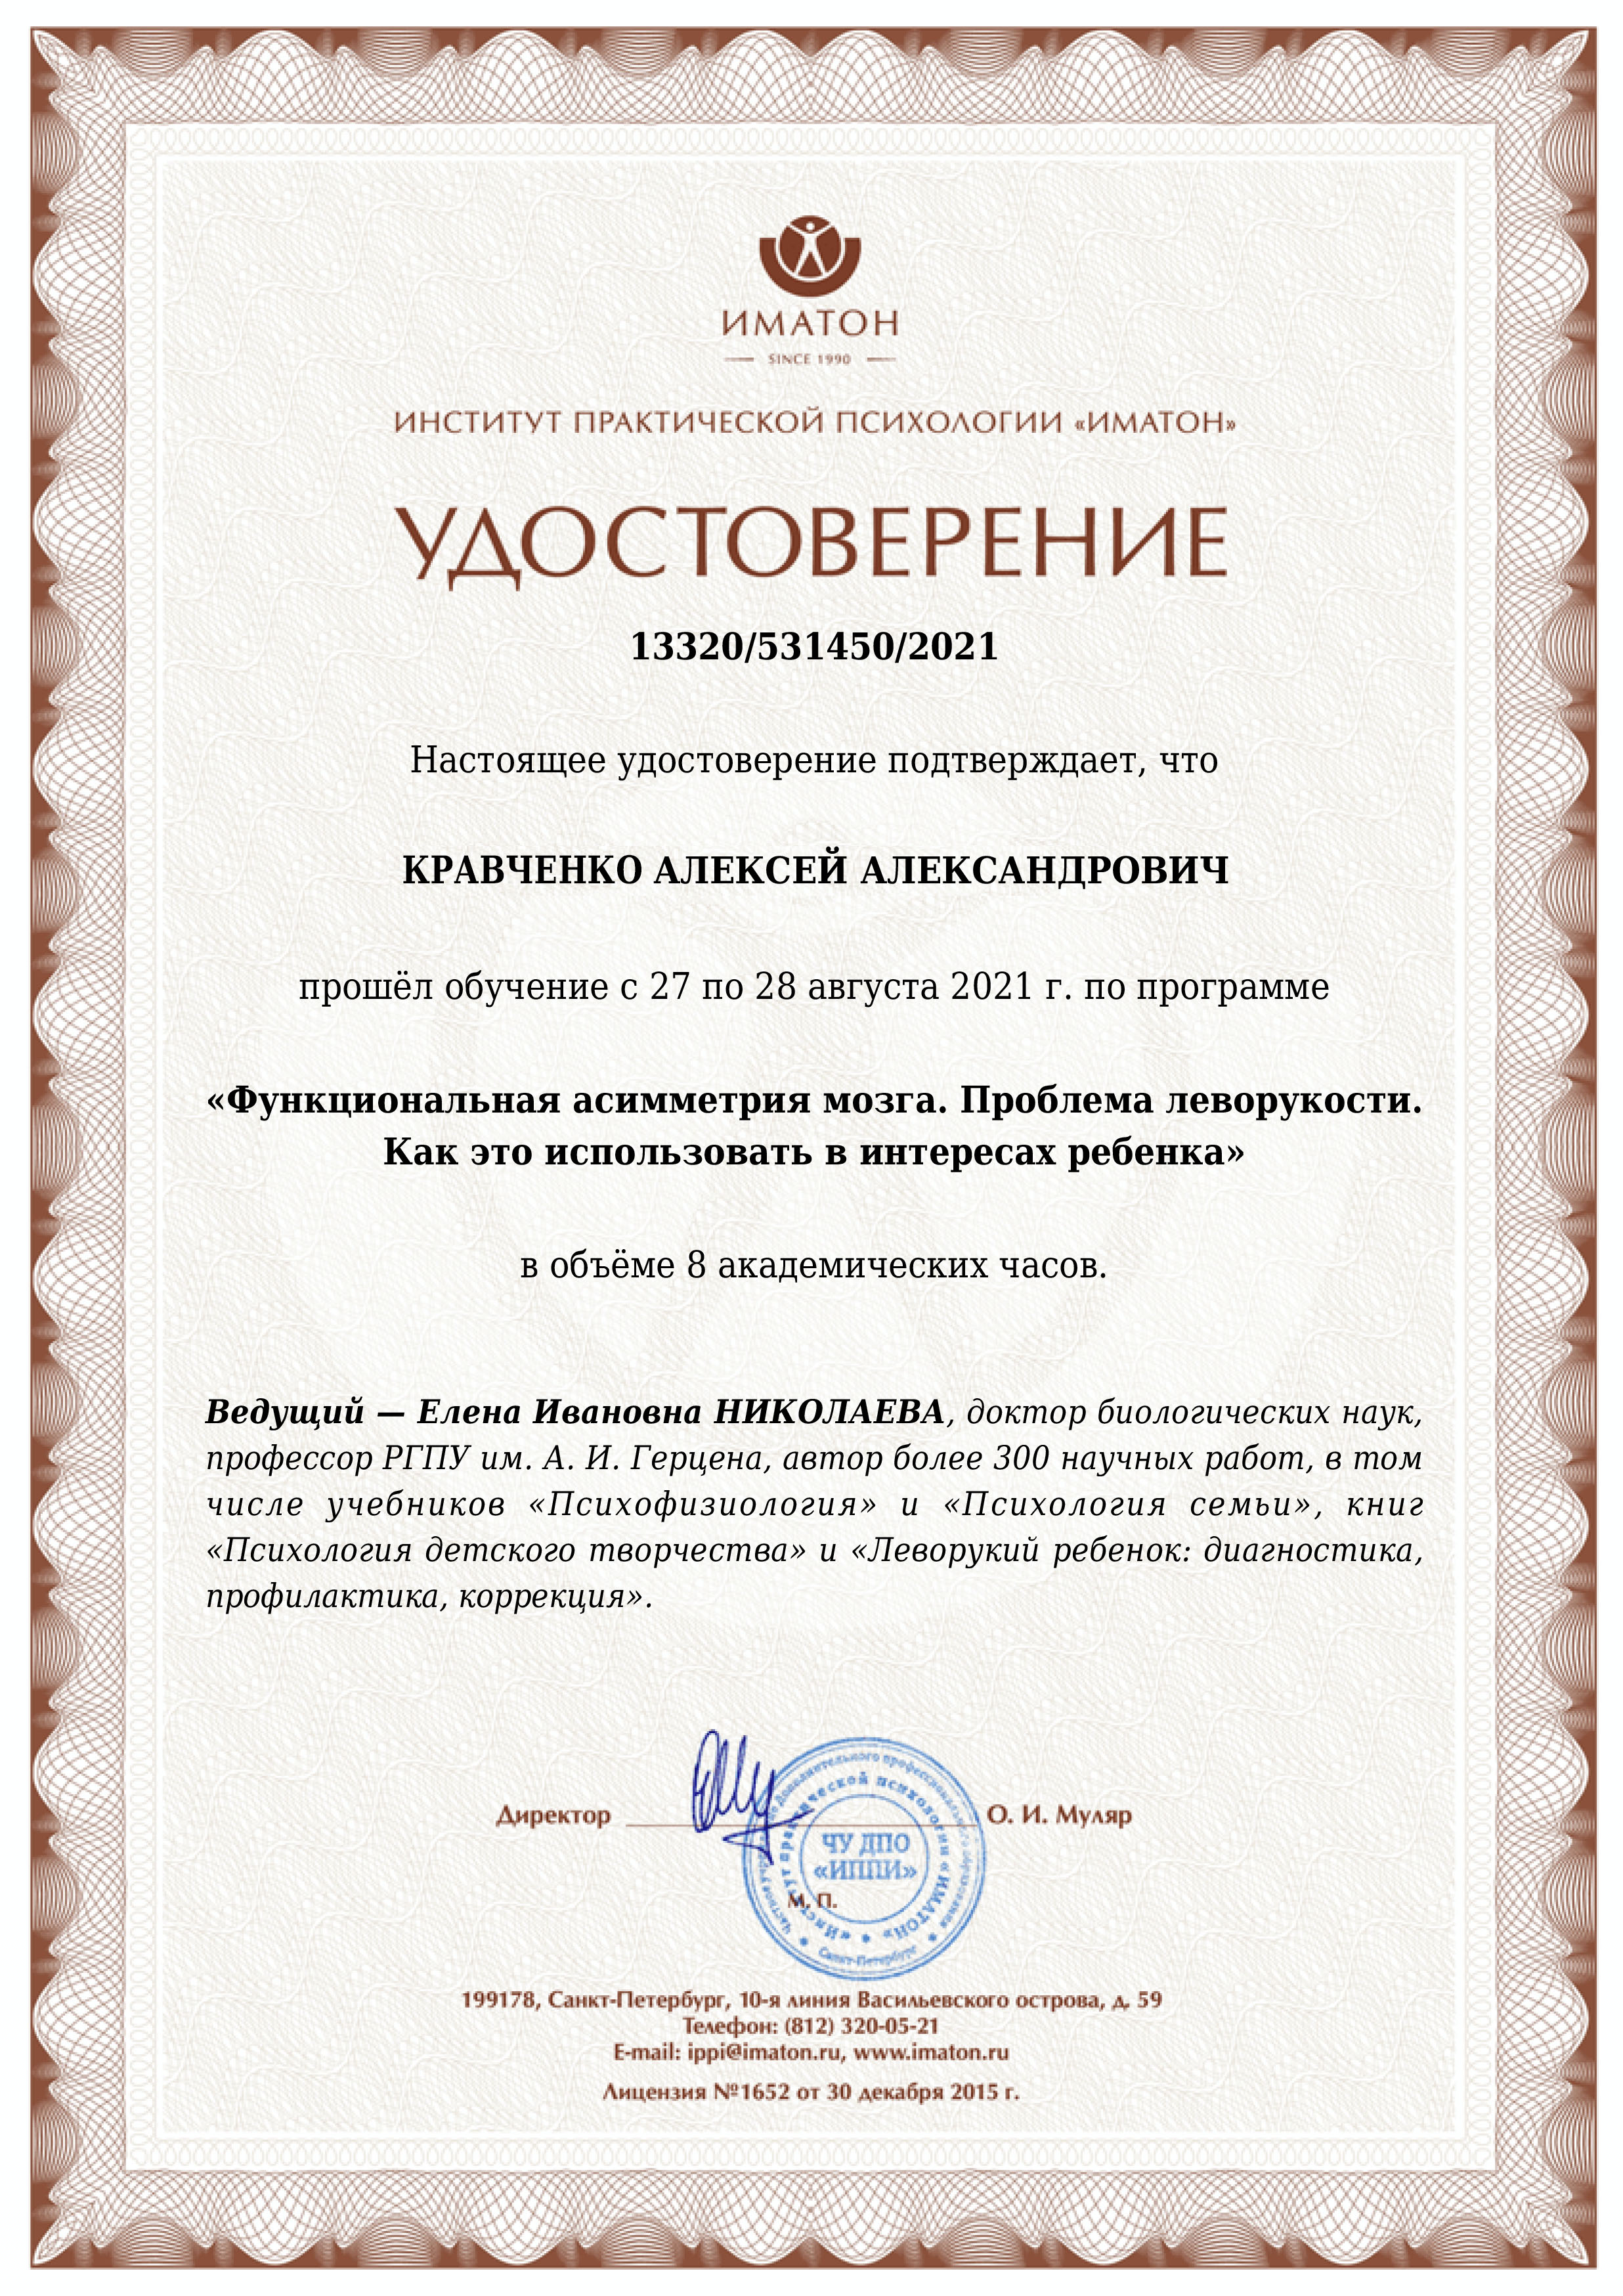 ИМАТОН
SINCE 1990
ИНСТИТУТ ПРАКТИЧЕСКОЙ ПСИХОЛОГИИ «ИМАТОН»
УДОСТОВЕРЕНИЕ
13320/531450/2021
Настоящее удостоверение подтверждает, что
КРАВЧЕНКО АЛЕКСЕЙ АЛЕКСАНДРОВИЧ
прошёл обучение с 27 по 28 августа 2021 г. по программе
«Функциональная асимметрия мозга. Проблема леворукости.
Как это использовать в интересах ребенка»
в объёме 8 академических часов.
Ведущий — Елена Ивановна НИКОЛАЕВА, доктор биологических наук,
профессор РГПУ им. А. И. Герцена, автор более 300 научных работ, в том
числе учебников «Психофизиология» и «Психология семьи», книг
«Психология детского творчества» и «Леворукий ребенок: диагностика,
профилактика, коррекция».
Директор
О. И. Муляр
Частное учреждение дополнительного профессионального образования
«Институт практической психологии «ИМАТОН»
Санкт-Петербург
ЧУ ДПО
«ИППИ»
М. П.
199178, Санкт-Петербург, 10-я линия Васильевского острова, д. 59
Телефон: (812) 320-05-21
E-mail: ippi@imaton.ru, www.imaton.ru
Лицензия №1652 от 30 декабря 2015 г.